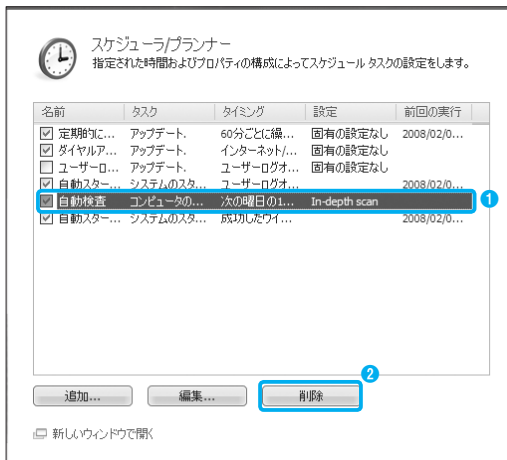 スケジューラ/プランナー
指定された時間およびプロパティの構成によってスケジュール タスクの設定をします。
名前 タスク タイミング 設定 前回の実行
定期的に... アップデート. 60分ごとに繰... 固有の設定なし 2008/02/0...
ダイヤルア... アップデート. インターネット/... 固有の設定なし
ユーザーロ... アップデート. ユーザーログオ... 固有の設定なし
自動スター... システムのスタ... ユーザーログオ... 2008/02/0...
自動検査 コンピュータの... 次の曜日の1... In-depth scan
1
自動スター... システムのスタ... 成功したウイ... 2008/02/0...
2
追加... 編集... 削除
新しいウィンドウで開く